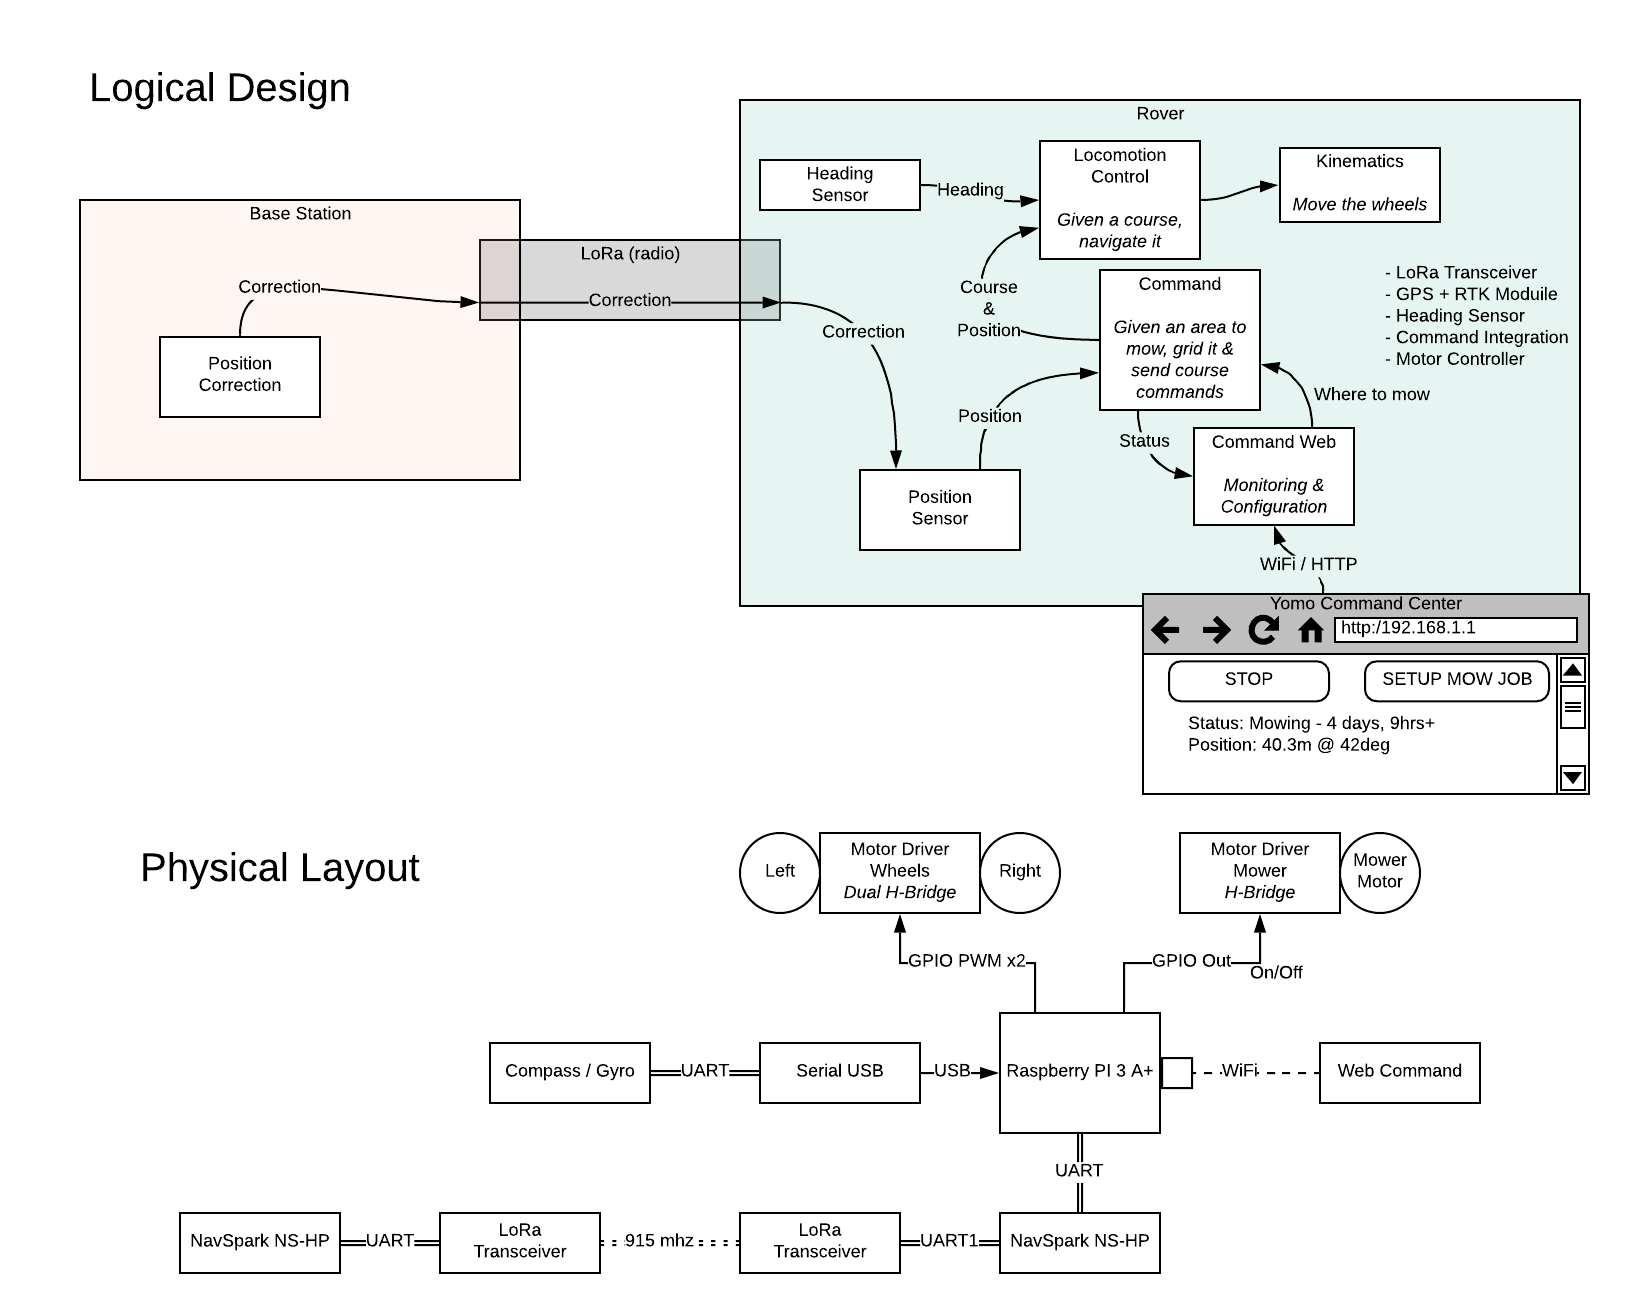 Logical Design
Rover
Heading
Sensor
Heading
Locomotion
Control
Given a course,
navigate it
Kinematics
Move the wheels
Base Station
LoRa (radio)
Correction
Correction
Correction
Position
Correction
Course
&
Position
Command
Given an area to
mow, grid it &
send course
commands
- LoRa Transceiver
- GPS + RTK Moduile
- Heading Sensor
- Command Integration
- Motor Controller
Where to mow
Position
Status
Command Web
Monitoring &
Configuration
Position
Sensor
WiFi / HTTP
Yomo Command Center
http:/192.168.1.1
STOP
SETUP MOW JOB
Status: Mowing - 4 days, 9hrs+
Position: 40.3m @ 42deg
Physical Layout
Left
Motor Driver
Wheels
Dual H-Bridge
Right
Motor Driver
Mower
H-Bridge
Mower
Motor
GPIO PWM x2
GPIO Out
On/Off
Compass / Gyro
UART
Serial USB
USB
Raspberry PI 3 A+
WiFi
Web Command
UART
NavSpark NS-HP
UART
LoRa
Transceiver
915 mhz
LoRa
Transceiver
UART1
NavSpark NS-HP